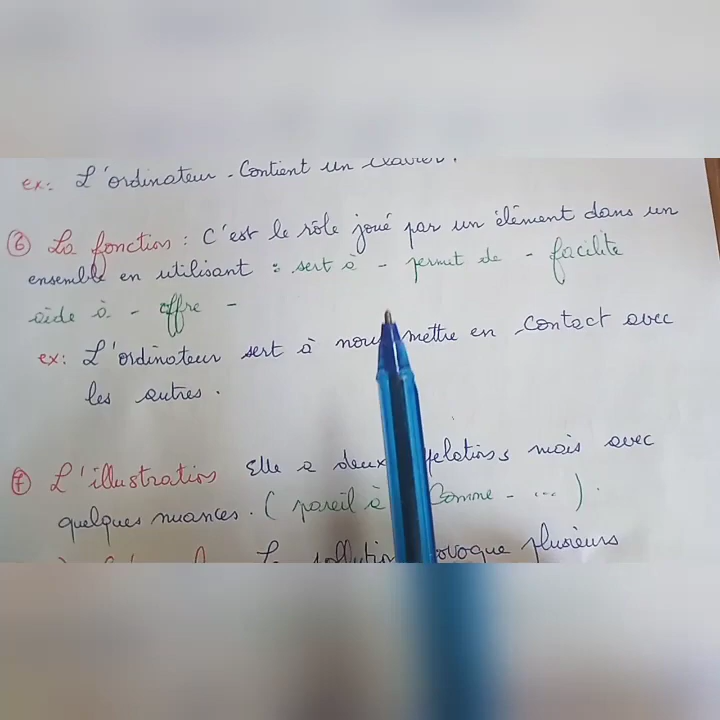 ex: L'ordinateur - Contient un clavier.
⑥ La fonction : C'est le rôle joué par un élément dans un
ensemble en utilisant : sert à - permet de - facilite
aide à - offre -
ex: L'ordinateur sert à nous mettre en contact avec
les autres.
⑦ L'illustration Elle a deux relations mais avec
quelques nuances. ( pareil à Comme - ... ).
La pollution provoque plusieurs